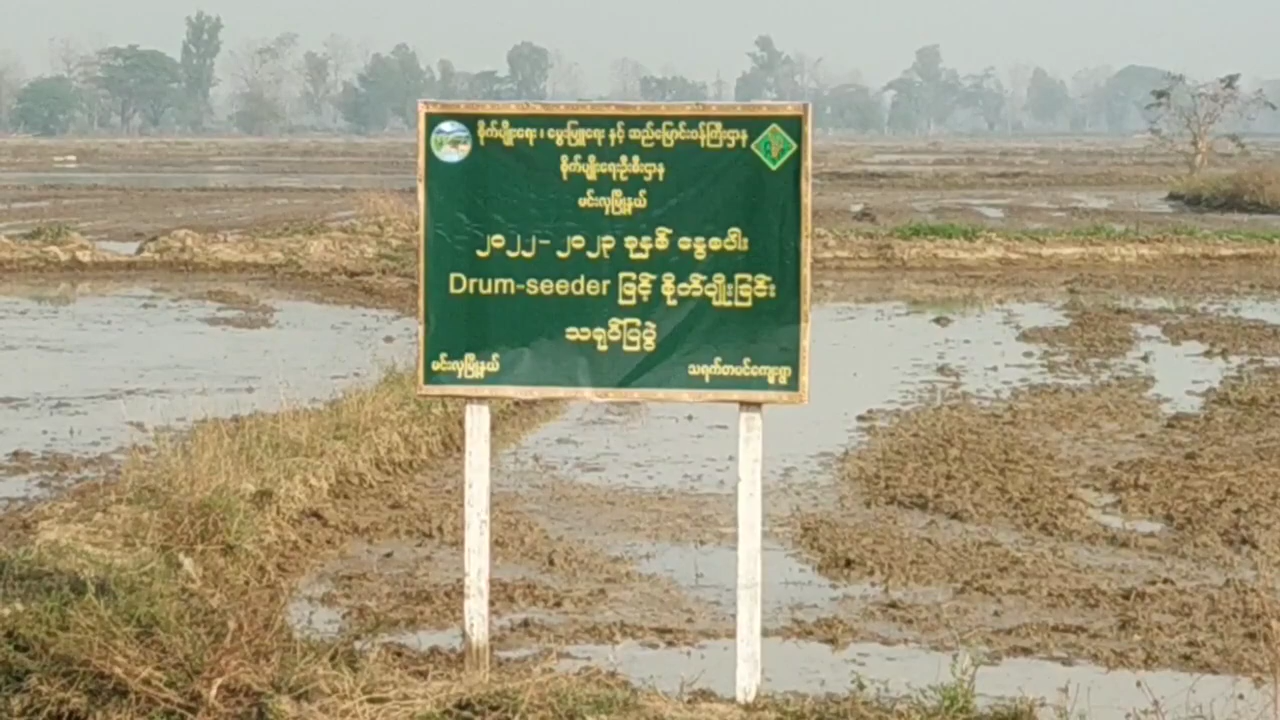 စိုက်ပျိုးရေး ၊ မွေးမြူရေး နှင့် ဆည်မြောင်းဝန်ကြီးဌာန
စိုက်ပျိုးရေးဦးစီးဌာန
မင်းလှမြို့နယ်
၂၀၂၂-၂၀၂၃ ခုနှစ် နွေစပါး
Drum-seeder ဖြင့် စိုက်ပျိုးခြင်း
သရုပ်ပြပွဲ
မင်းလှမြို့နယ်
သရက်တပင်ကျေးရွာ